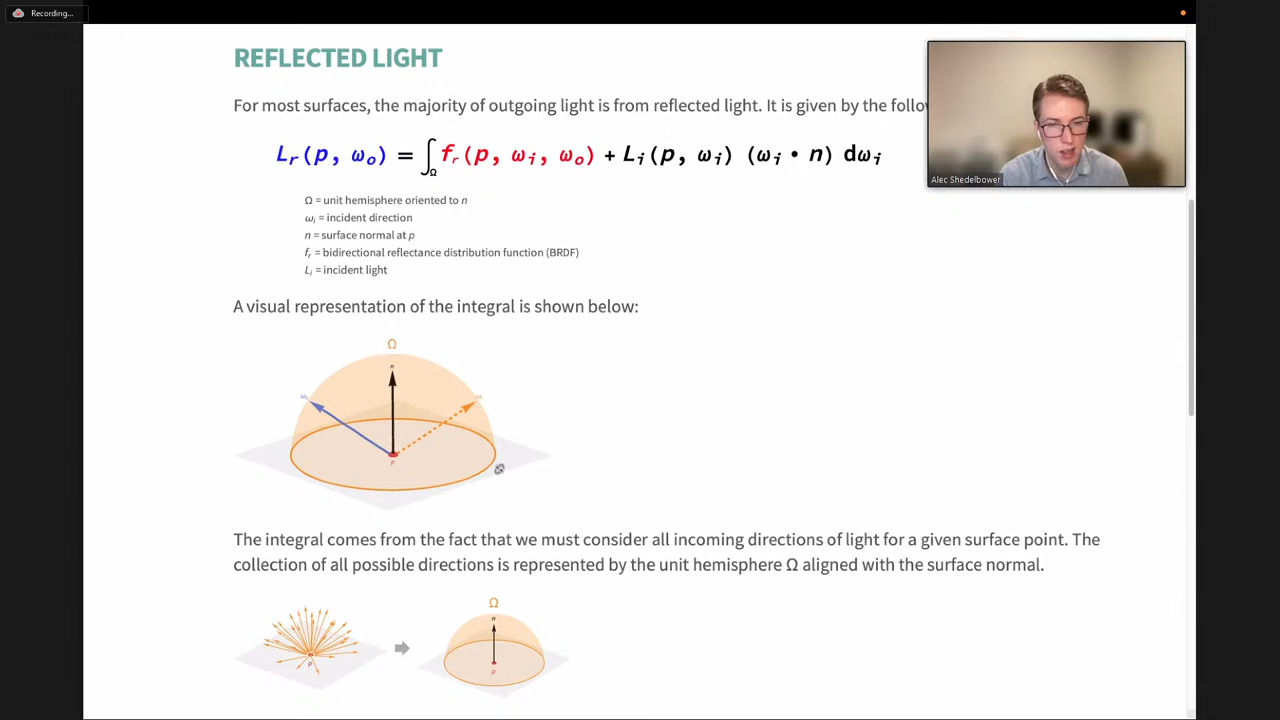 Recording...
REFLECTED LIGHT
For most surfaces, the majority of outgoing light is from reflected light. It is given by the follo
Lᵣ(p, ωₒ) = ∫Ω fᵣ(p, ωᵢ, ωₒ) + Lᵢ(p, ωᵢ) (ωᵢ • n) dωᵢ
Alec Shedelbower
Ω = unit hemisphere oriented to n
ωᵢ = incident direction
n = surface normal at p
fᵣ = bidirectional reflectance distribution function (BRDF)
Lᵢ = incident light
A visual representation of the integral is shown below:
Ω
n
p
The integral comes from the fact that we must consider all incoming directions of light for a given surface point. The
collection of all possible directions is represented by the unit hemisphere Ω aligned with the surface normal.
Ω
n
p
p